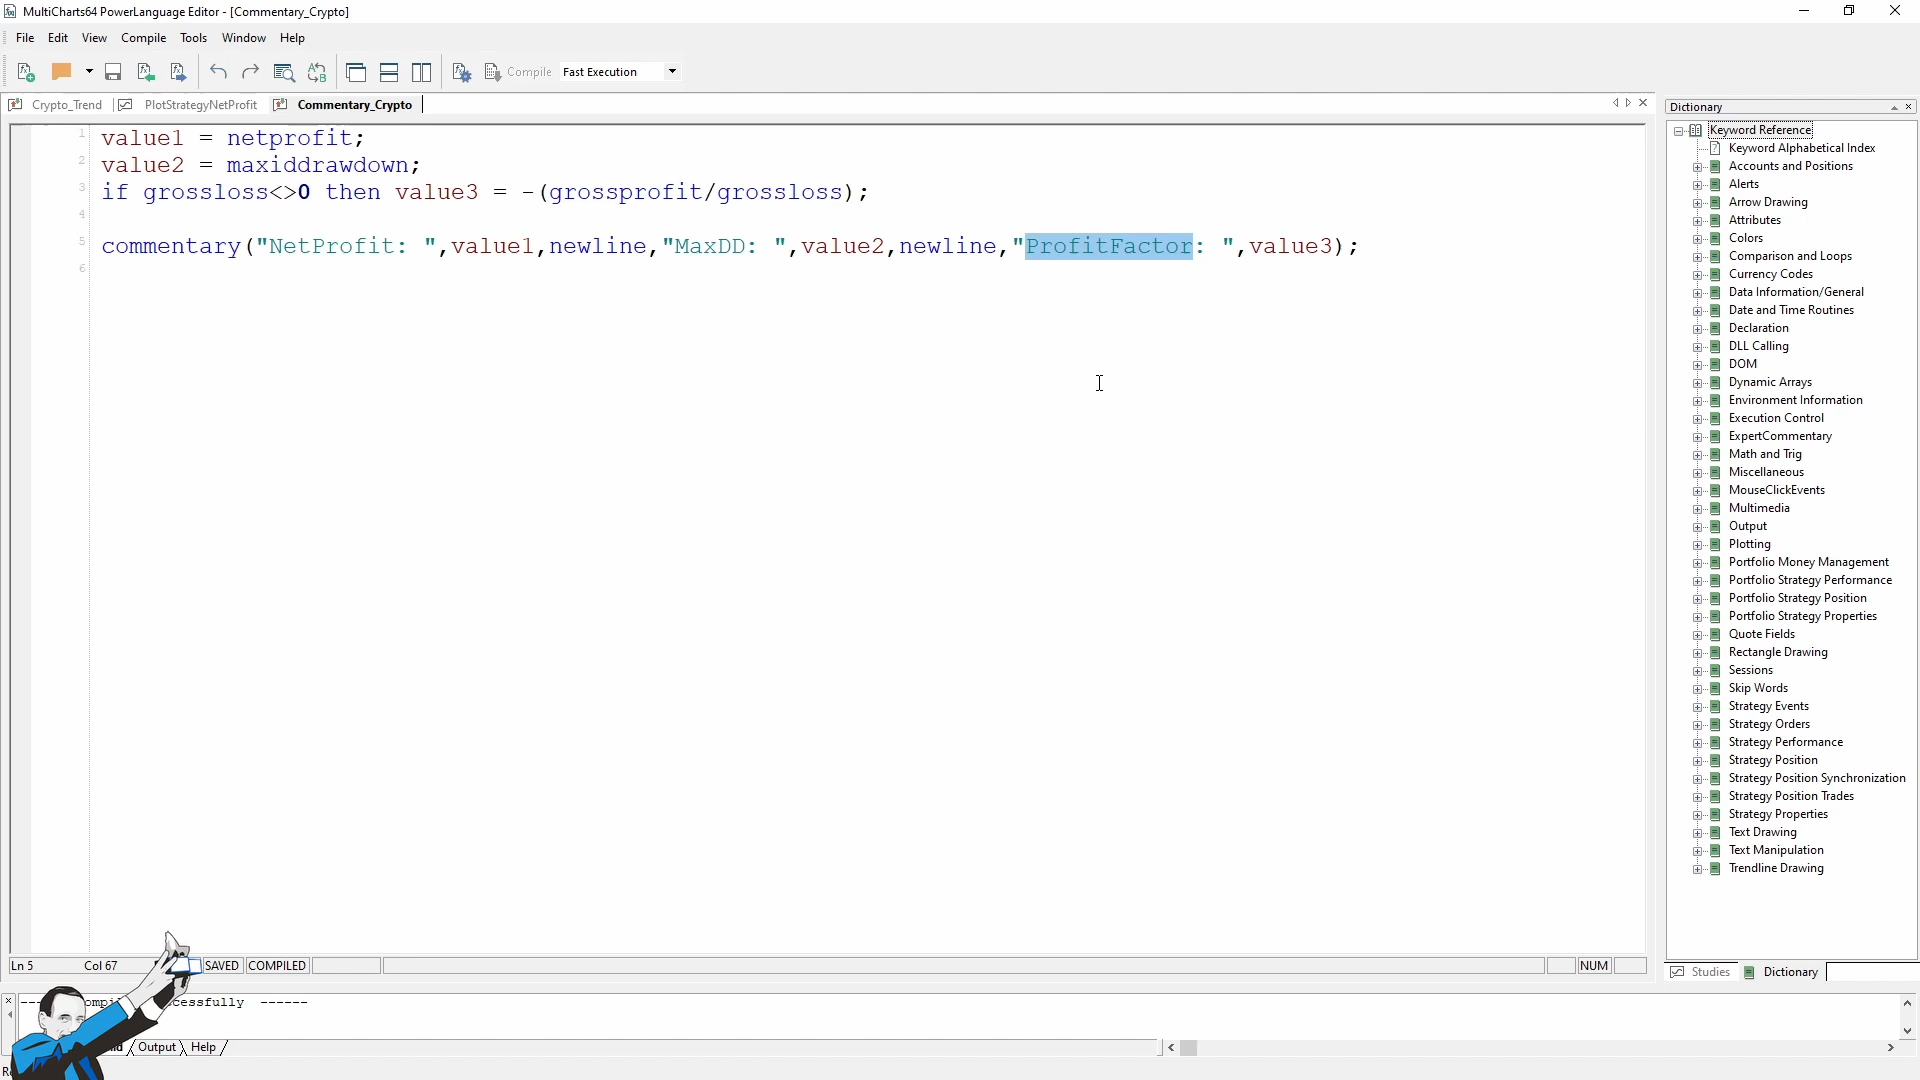 MultiCharts64 PowerLanguage Editor - [Commentary_Crypto]
File Edit View Compile Tools Window Help
Compile Fast Execution
Crypto_Trend PlotStrategyNetProfit Commentary_Crypto
1 value1 = netprofit;
2 value2 = maxiddrawdown;
3 if grossloss<>0 then value3 = -(grossprofit/grossloss);
4
5 commentary("NetProfit: ",value1,newline,"MaxDD: ",value2,newline,"ProfitFactor: ",value3);
6
Dictionary
Keyword Reference
Keyword Alphabetical Index
Accounts and Positions
Alerts
Arrow Drawing
Attributes
Colors
Comparison and Loops
Currency Codes
Data Information/General
Date and Time Routines
Declaration
DLL Calling
DOM
Dynamic Arrays
Environment Information
Execution Control
ExpertCommentary
Math and Trig
Miscellaneous
MouseClickEvents
Multimedia
Output
Plotting
Portfolio Money Management
Portfolio Strategy Performance
Portfolio Strategy Position
Portfolio Strategy Properties
Quote Fields
Rectangle Drawing
Sessions
Skip Words
Strategy Events
Strategy Orders
Strategy Performance
Strategy Position
Strategy Position Synchronization
Strategy Position Trades
Strategy Properties
Text Drawing
Text Manipulation
Trendline Drawing
Studies Dictionary
Ln 5 Col 67 SAVED COMPILED NUM
------
Output Help